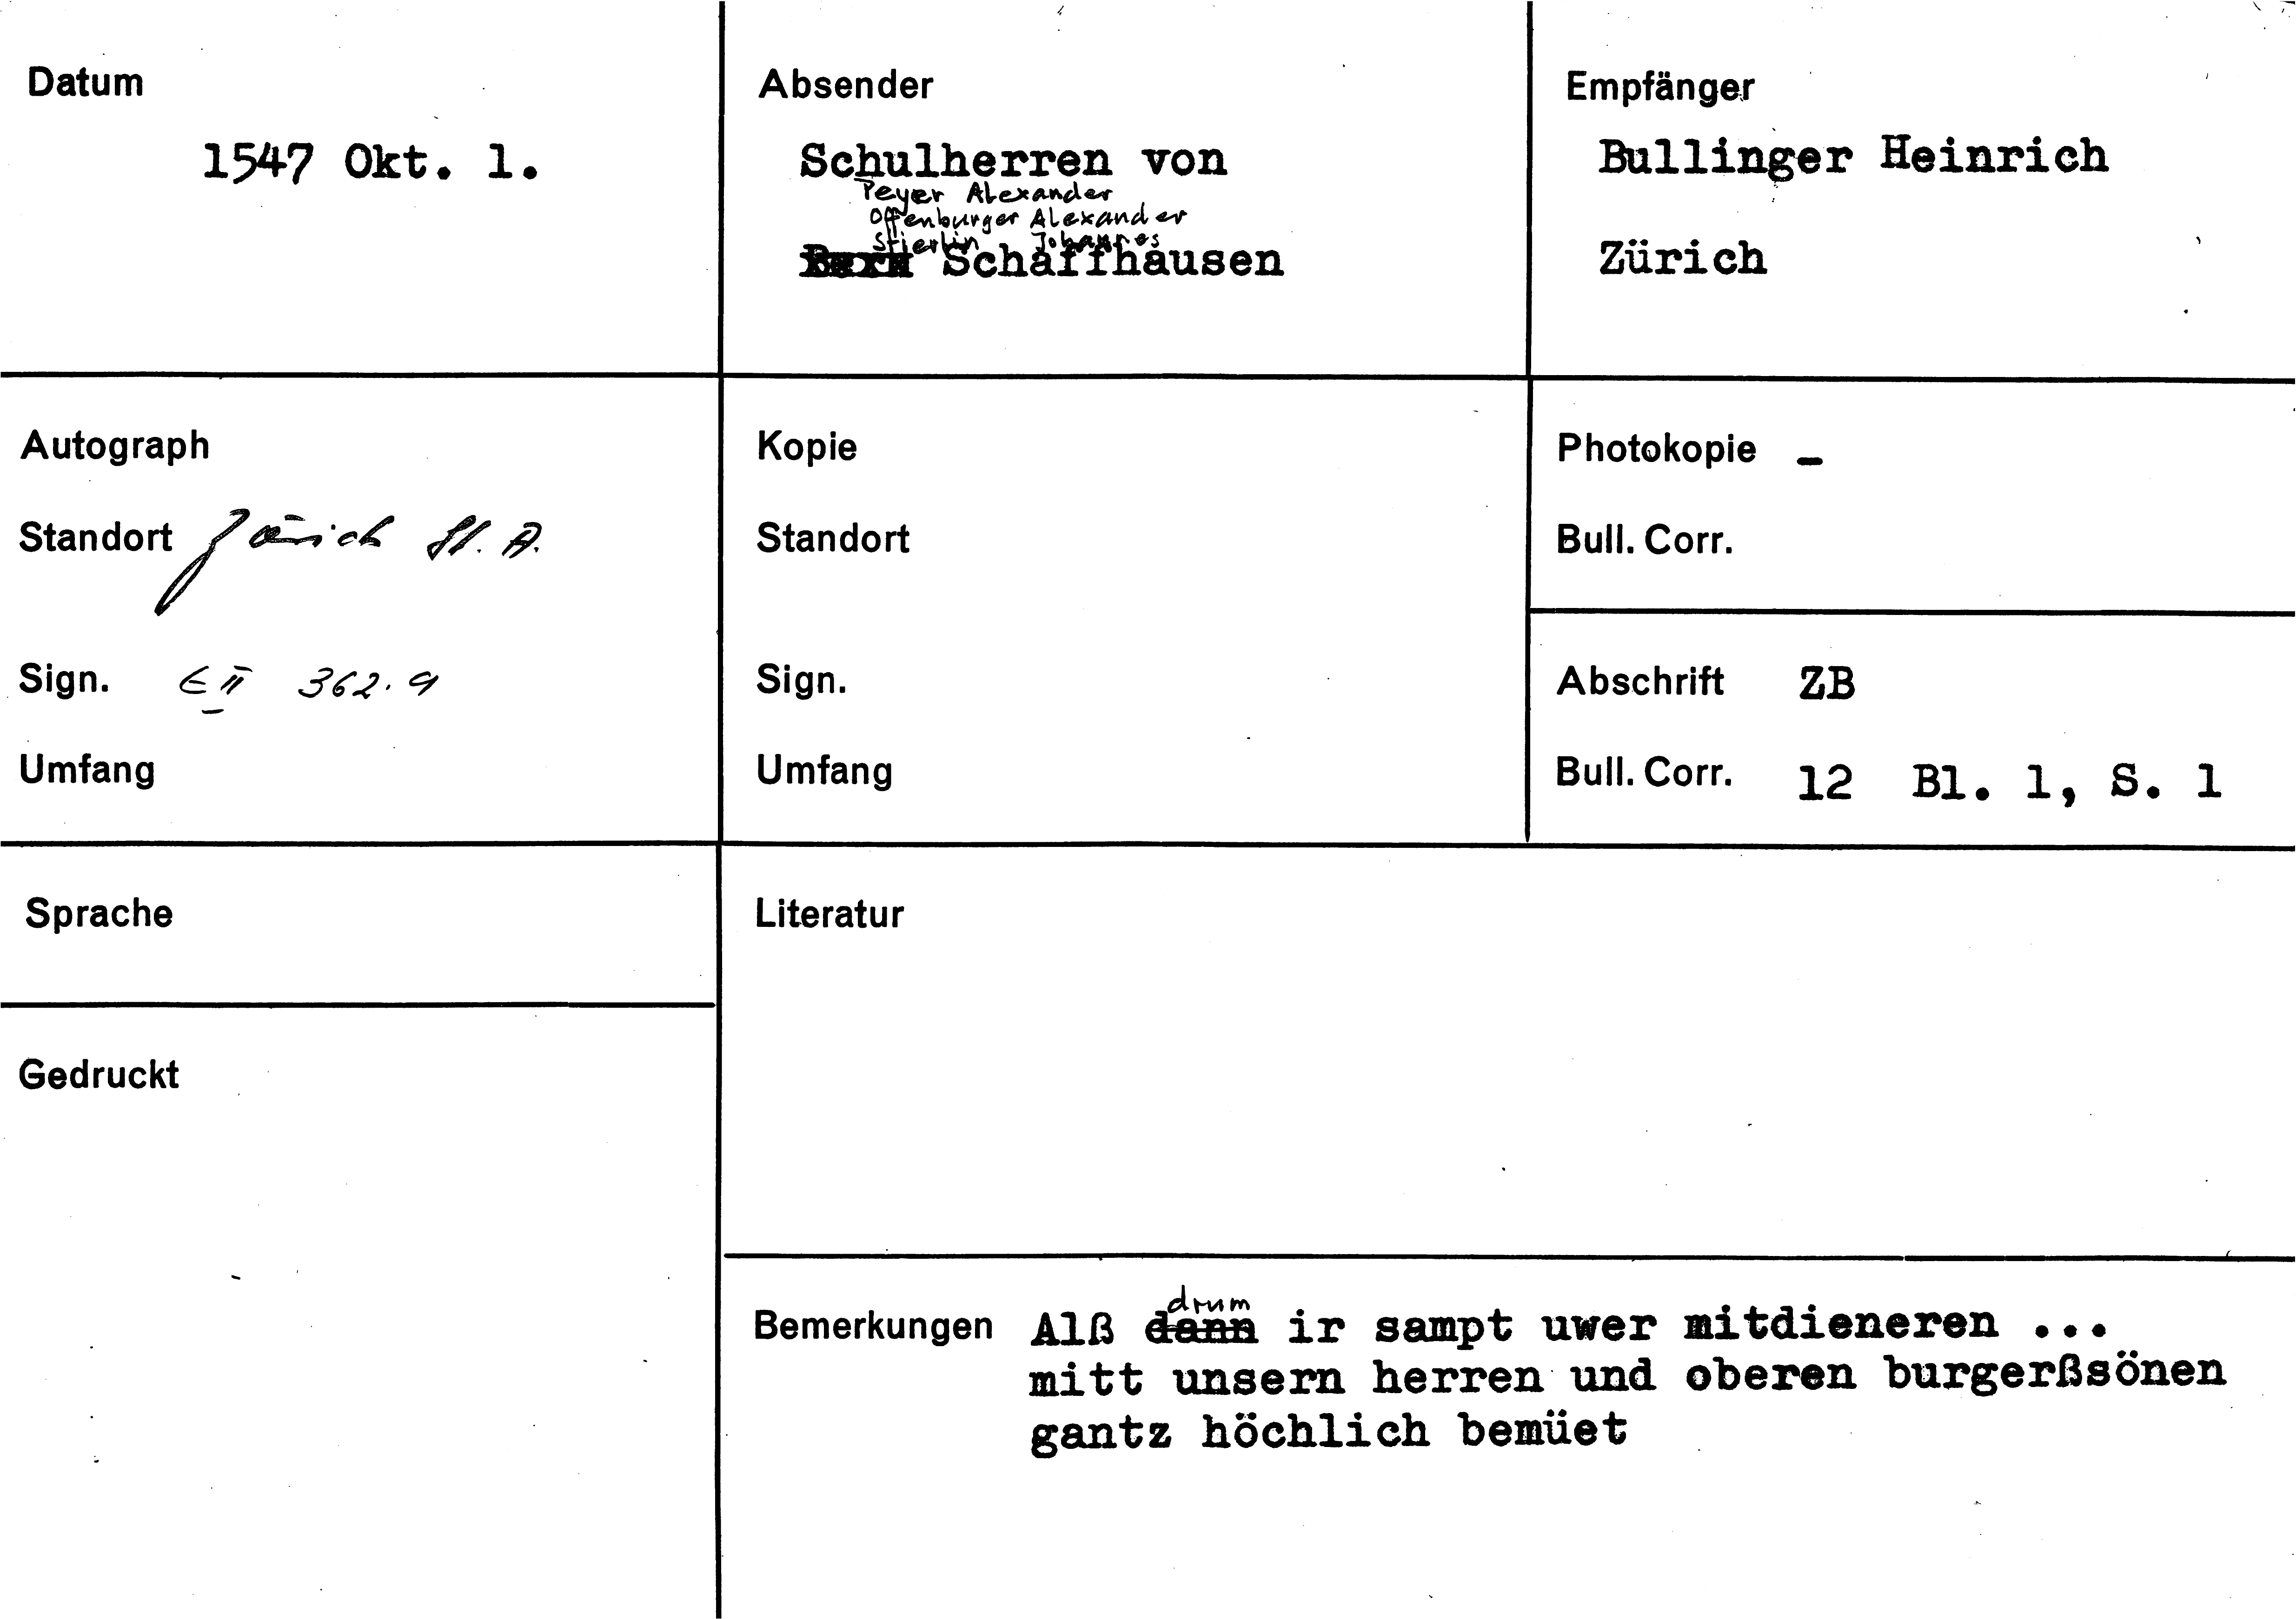 Datum
1547 Okt. 1.
Absender
Schulherren von
Peyer Alexander
Offenburger Alexander
Stierlin Johannes
Bern Schaffhausen
Empfänger
Bullinger Heinrich
Zürich
Autograph
Standort Zürich St. A.
Sign. E II 362.9
Umfang
Kopie
Standort
Sign.
Umfang
Photokopie –
Bull. Corr.
Abschrift ZB
Bull. Corr. 12 Bl. 1, S. 1
Sprache
Gedruckt
Literatur
drum
Bemerkungen Alß dann ir sampt uwer mitdieneren ...
mitt unsern herren und oberen burgerßsönen
gantz höchlich bemüet